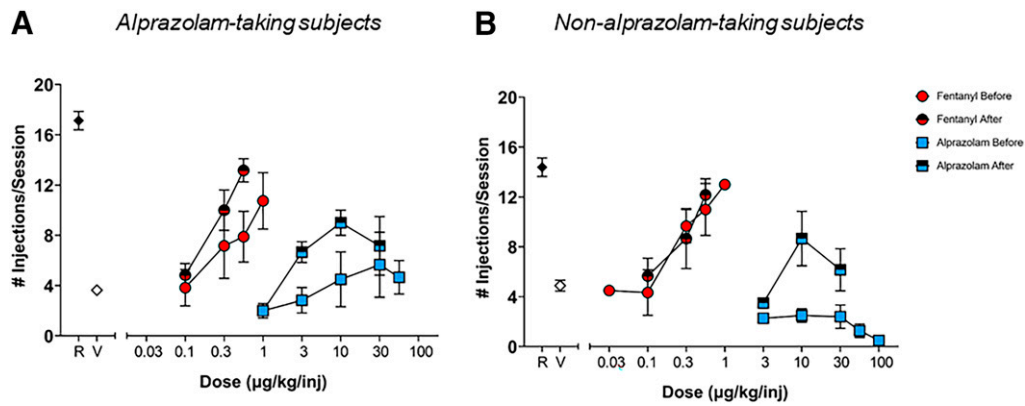 A
Alprazolam-taking subjects
B
Non-alprazolam-taking subjects
# Injections/Session
20
16
12
8
4
0
R V 0.03 0.1 0.3 1 3 10 30 100
Dose (µg/kg/inj)
# Injections/Session
20
16
12
8
4
0
R V 0.03 0.1 0.3 1 3 10 30 100
Dose (µg/kg/inj)
Fentanyl Before
Fentanyl After
Alprazolam Before
Alprazolam After